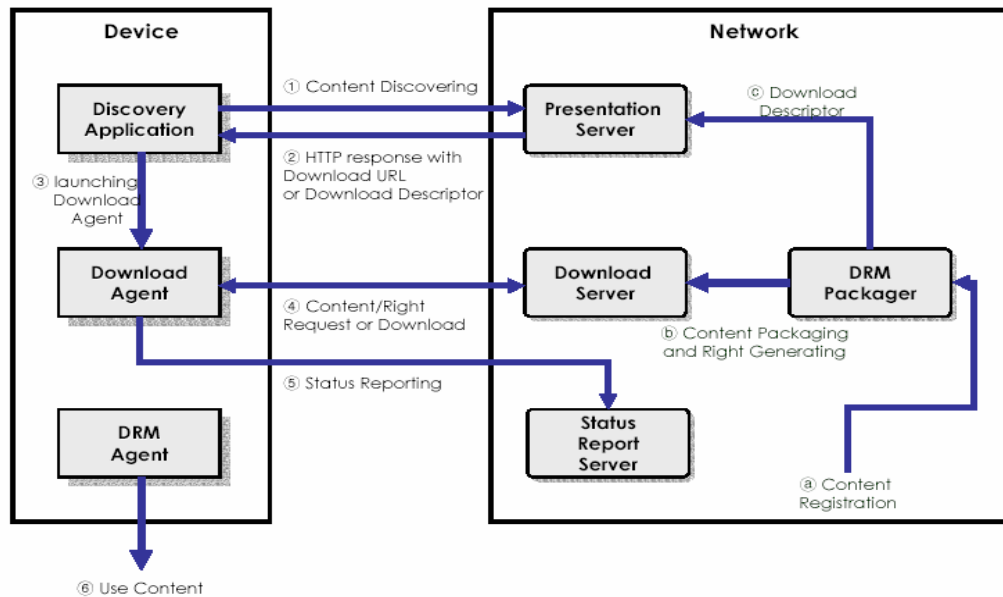 Device
Network
① Content Discovering
ⓒ Download
Descriptor
Discovery
Application
Presentation
Server
② HTTP response with
Download URL
or Download Descriptor
③ launching
Download
Agent
Download
Agent
Download
Server
DRM
Packager
④ Content/Right
Request or Download
ⓑ Content Packaging
and Right Generating
⑤ Status Reporting
DRM
Agent
Status
Report
Server
ⓐ Content
Registration
⑥ Use Content